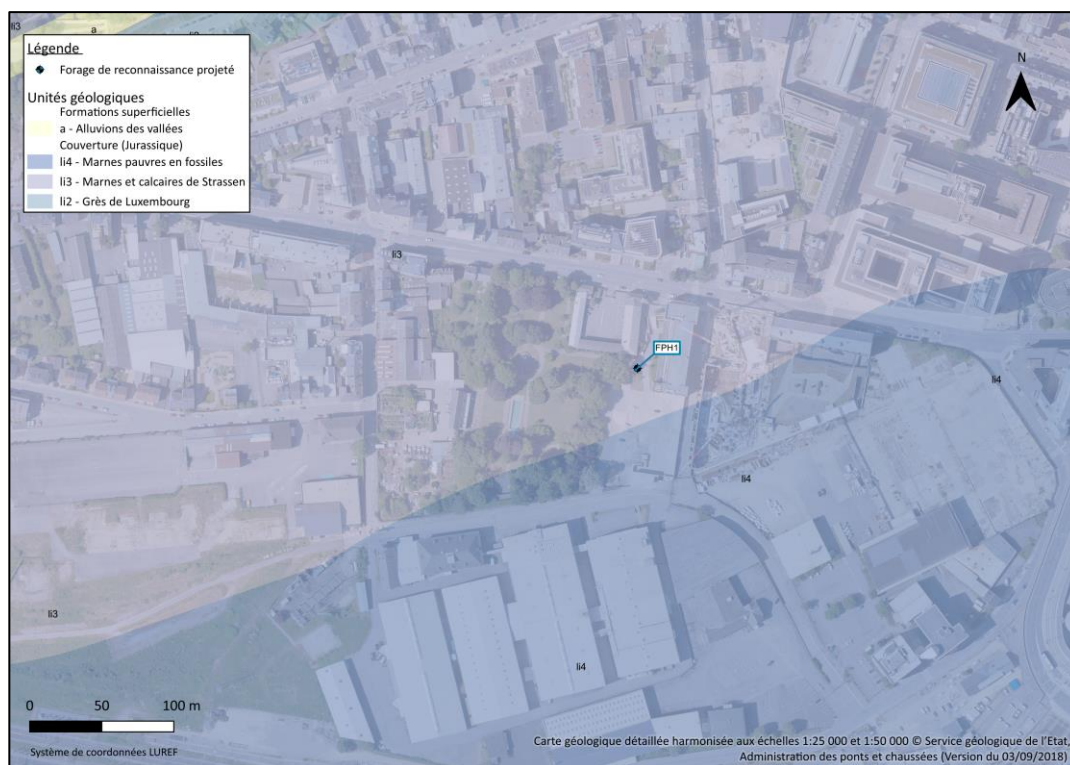 li3
a
li2
Légende
Forage de reconnaissance projeté
Unités géologiques
Formations superficielles
a - Alluvions des vallées
Couverture (Jurassique)
li4 - Marnes pauvres en fossiles
li3 - Marnes et calcaires de Strassen
li2 - Grès de Luxembourg
N
li3
FPH1
li4
li4
li3
li4
0 50 100 m
Système de coordonnées LUREF
Carte géologique détaillée harmonisée aux échelles 1:25 000 et 1:50 000 © Service géologique de l'Etat,
Administration des ponts et chaussées (Version du 03/09/2018)